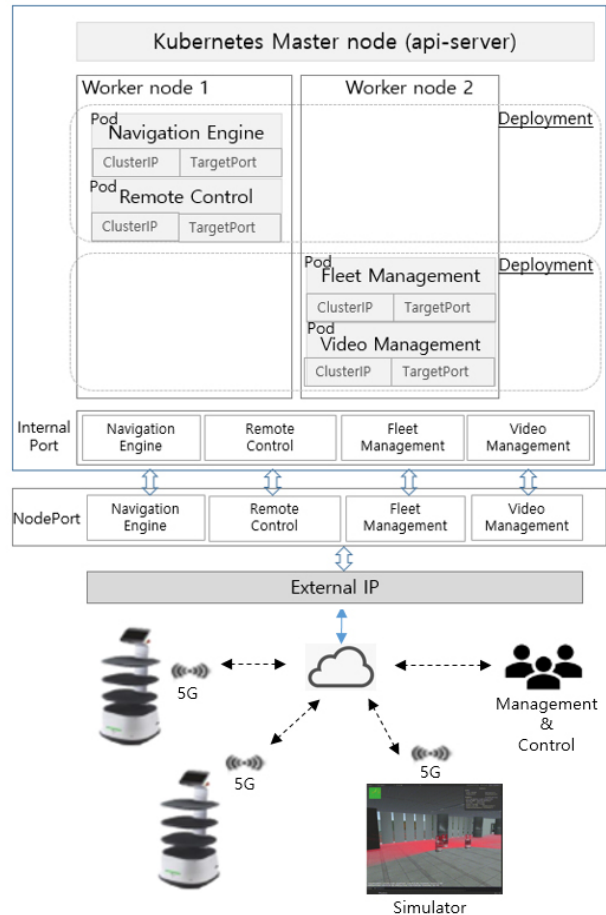 Kubernetes Master node (api-server)
Worker node 1
Worker node 2
Deployment
Pod
Navigation Engine
ClusterIP TargetPort
Pod
Remote Control
ClusterIP TargetPort
Deployment
Pod
Fleet Management
ClusterIP TargetPort
Pod
Video Management
ClusterIP TargetPort
Internal
Port
Navigation
Engine
Remote
Control
Fleet
Management
Video
Management
NodePort
Navigation
Engine
Remote
Control
Fleet
Management
Video
Management
External IP
5G
Management
&
Control
5G
5G
Simulator